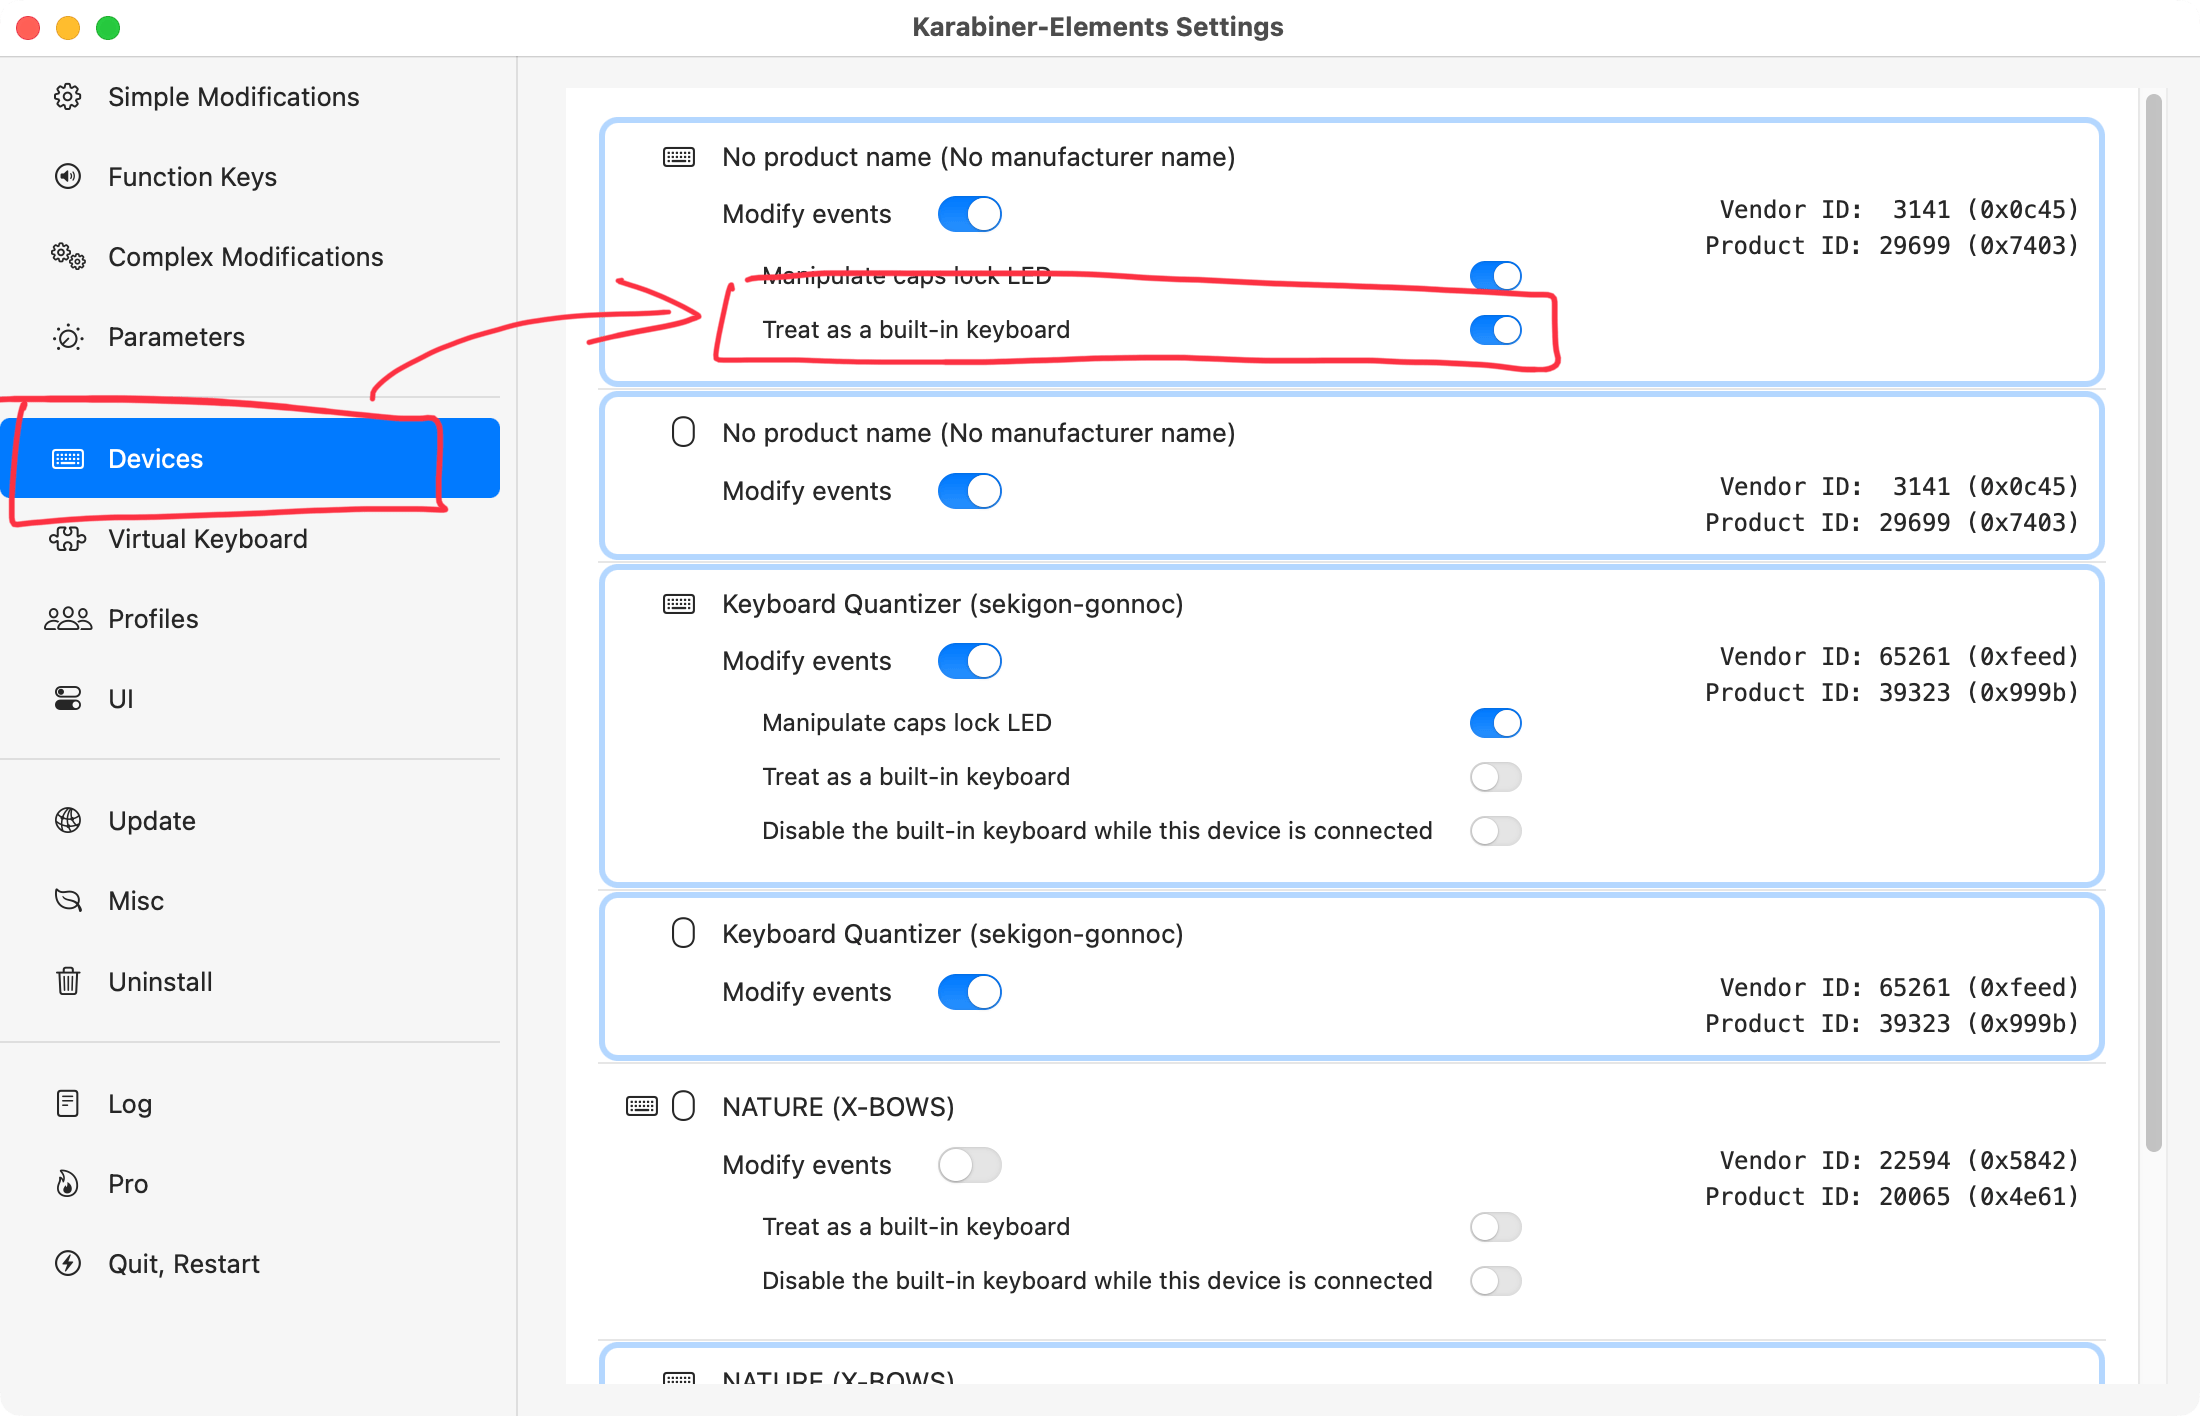 Karabiner-Elements Settings
Simple Modifications
Function Keys
Complex Modifications
Parameters
Devices
Virtual Keyboard
Profiles
UI
Update
Misc
Uninstall
Log
Pro
Quit, Restart
No product name (No manufacturer name)
Modify events
Vendor ID: 3141 (0x0c45)
Product ID: 29699 (0x7403)
Manipulate caps lock LED
Treat as a built-in keyboard
No product name (No manufacturer name)
Modify events
Vendor ID: 3141 (0x0c45)
Product ID: 29699 (0x7403)
Keyboard Quantizer (sekigon-gonnoc)
Modify events
Vendor ID: 65261 (0xfeed)
Product ID: 39323 (0x999b)
Manipulate caps lock LED
Treat as a built-in keyboard
Disable the built-in keyboard while this device is connected
Keyboard Quantizer (sekigon-gonnoc)
Modify events
Vendor ID: 65261 (0xfeed)
Product ID: 39323 (0x999b)
NATURE (X-BOWS)
Modify events
Vendor ID: 22594 (0x5842)
Product ID: 20065 (0x4e61)
Treat as a built-in keyboard
Disable the built-in keyboard while this device is connected
NATURE (X-BOWS)